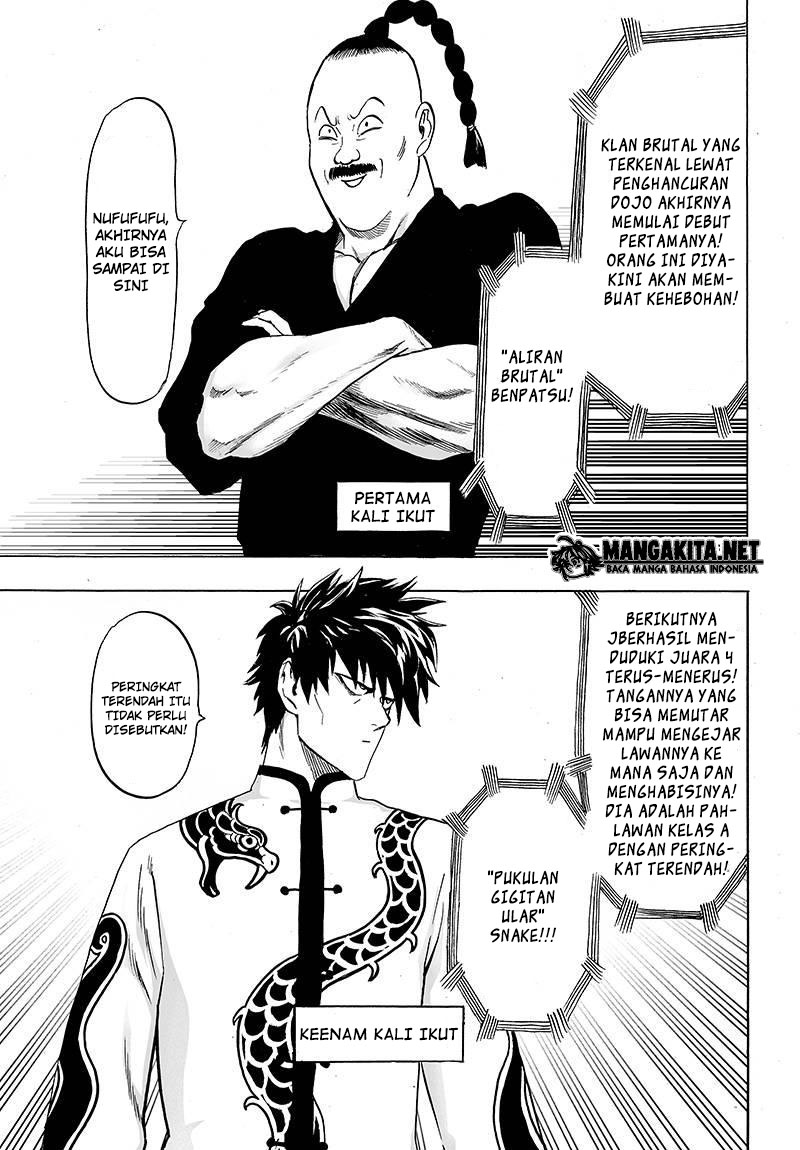 KLAN BRUTAL YANG
TERKENAL LEWAT
PENGHANCURAN
DOJO AKHIRNYA
MEMULAI DEBUT
PERTAMANYA!
ORANG INI DIYA-
KINI AKAN MEM-
BUAT KEHEBOHAN!
"ALIRAN
BRUTAL"
BENPATSU!
NUFUFUFU,
AKHIRNYA
AKU BISA
SAMPAI DI
SINI
PERTAMA
KALI IKUT
MANGAKITA.NET
BACA MANGA BAHASA INDONESIA
BERIKUTNYA
JBERHASIL MEN-
DUDUKI JUARA 4
TERUS-MENERUS!
TANGANNYA YANG
BISA MEMUTAR
MAMPU MENGEJAR
LAWANNYA KE
MANA SAJA DAN
MENGHABISINYA!
DIA ADALAH PAH-
LAWAN KELAS A
DENGAN PERING-
KAT TERENDAH!
"PUKULAN
GIGITAN
ULAR"
SNAKE!!!
PERINGKAT
TERENDAH ITU
TIDAK PERLU
DISEBUTKAN!
KEENAM KALI IKUT